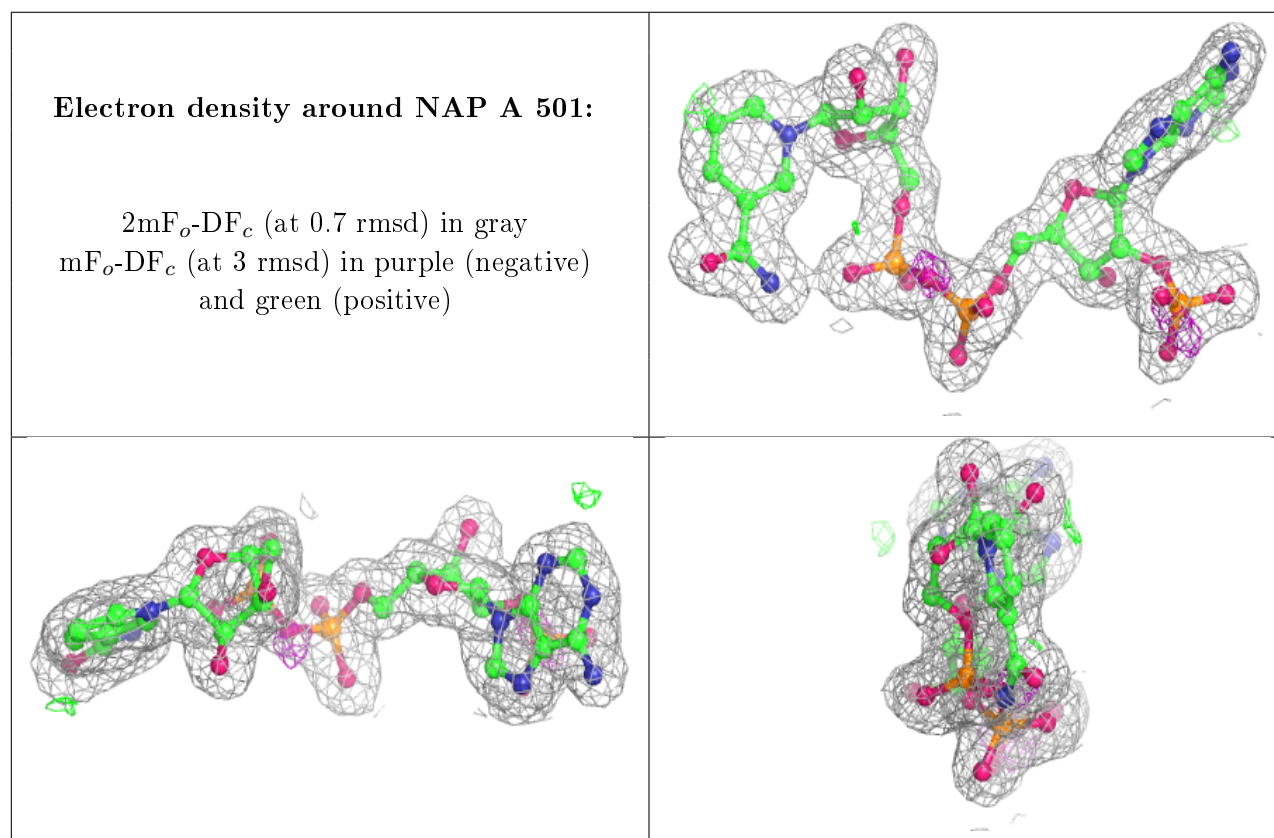 Electron density around NAP A 501:
2mFo-DFc (at 0.7 rmsd) in gray
mFo-DFc (at 3 rmsd) in purple (negative)
and green (positive)